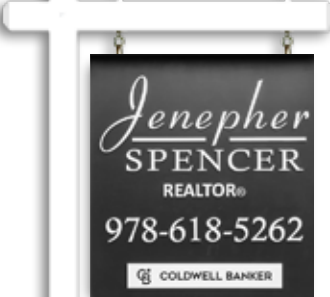 Jenepher
SPENCER
REALTOR®
978-618-5262
CB COLDWELL BANKER